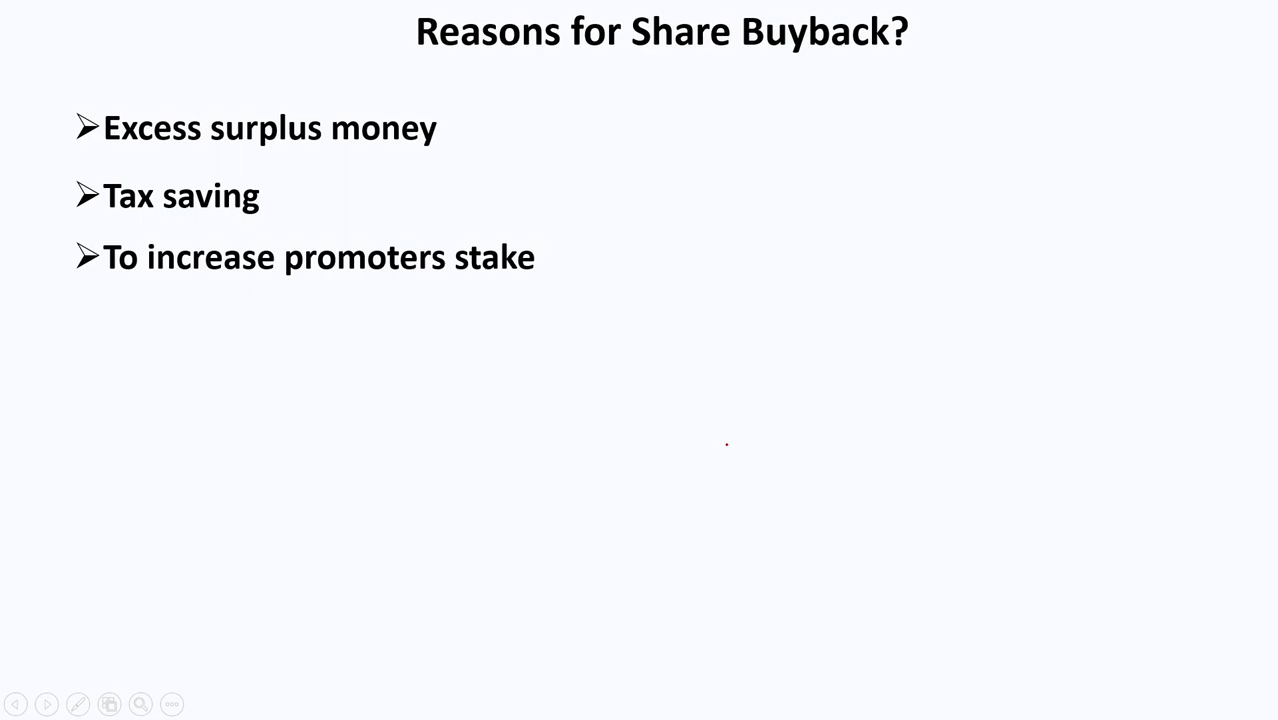 Reasons for Share Buyback?
➢Excess surplus money
➢Tax saving
➢To increase promoters stake